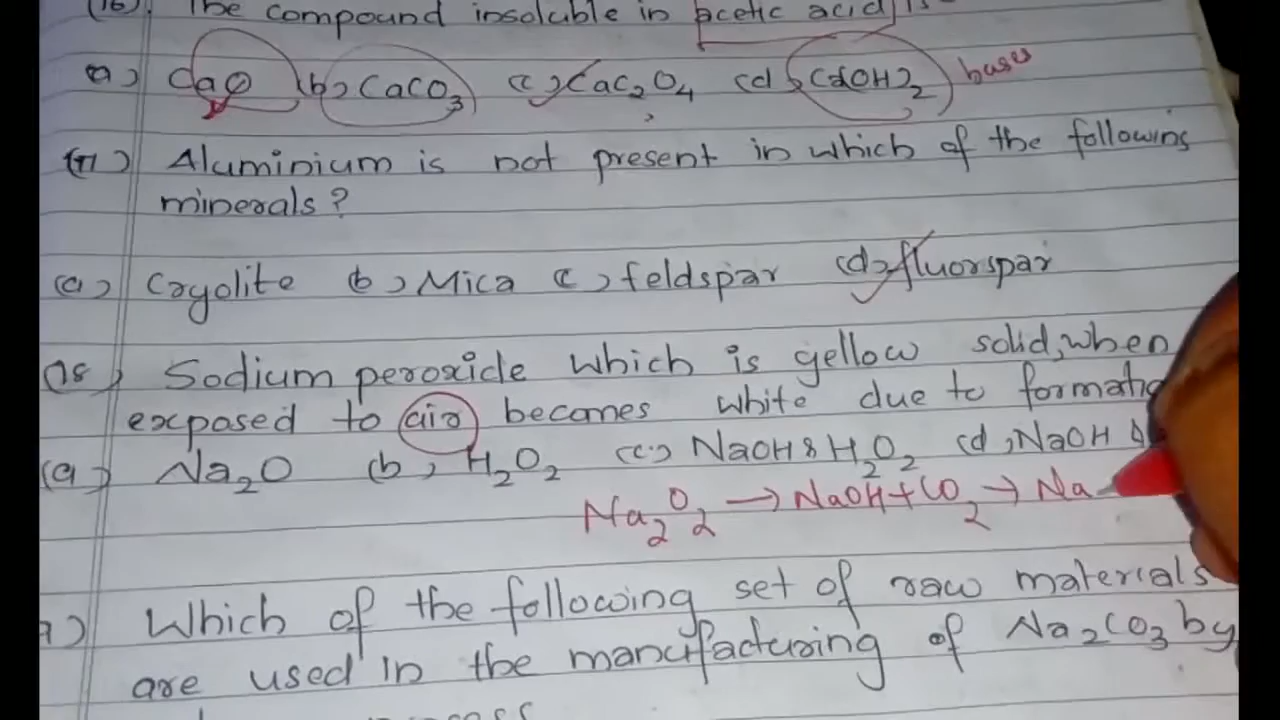 (16) The compound insoluble in acetic acid is
(a) CaO (b) CaCO3 (c) CaC2O4 (d) Ca(OH)2 bases
(17) Aluminium is not present in which of the following
minerals?
(a) Cryolite (b) Mica (c) feldspar (d) fluorspar
(18) Sodium peroxide which is yellow solid, when
exposed to air becomes white due to formatio
(a) Na2O (b) H2O2 (c) NaOH & H2O2 (d) NaOH &
Na2O2 → NaOH + CO2 → Na
Which of the following set of raw materials
are used in the manufacturing of Na2CO3 by